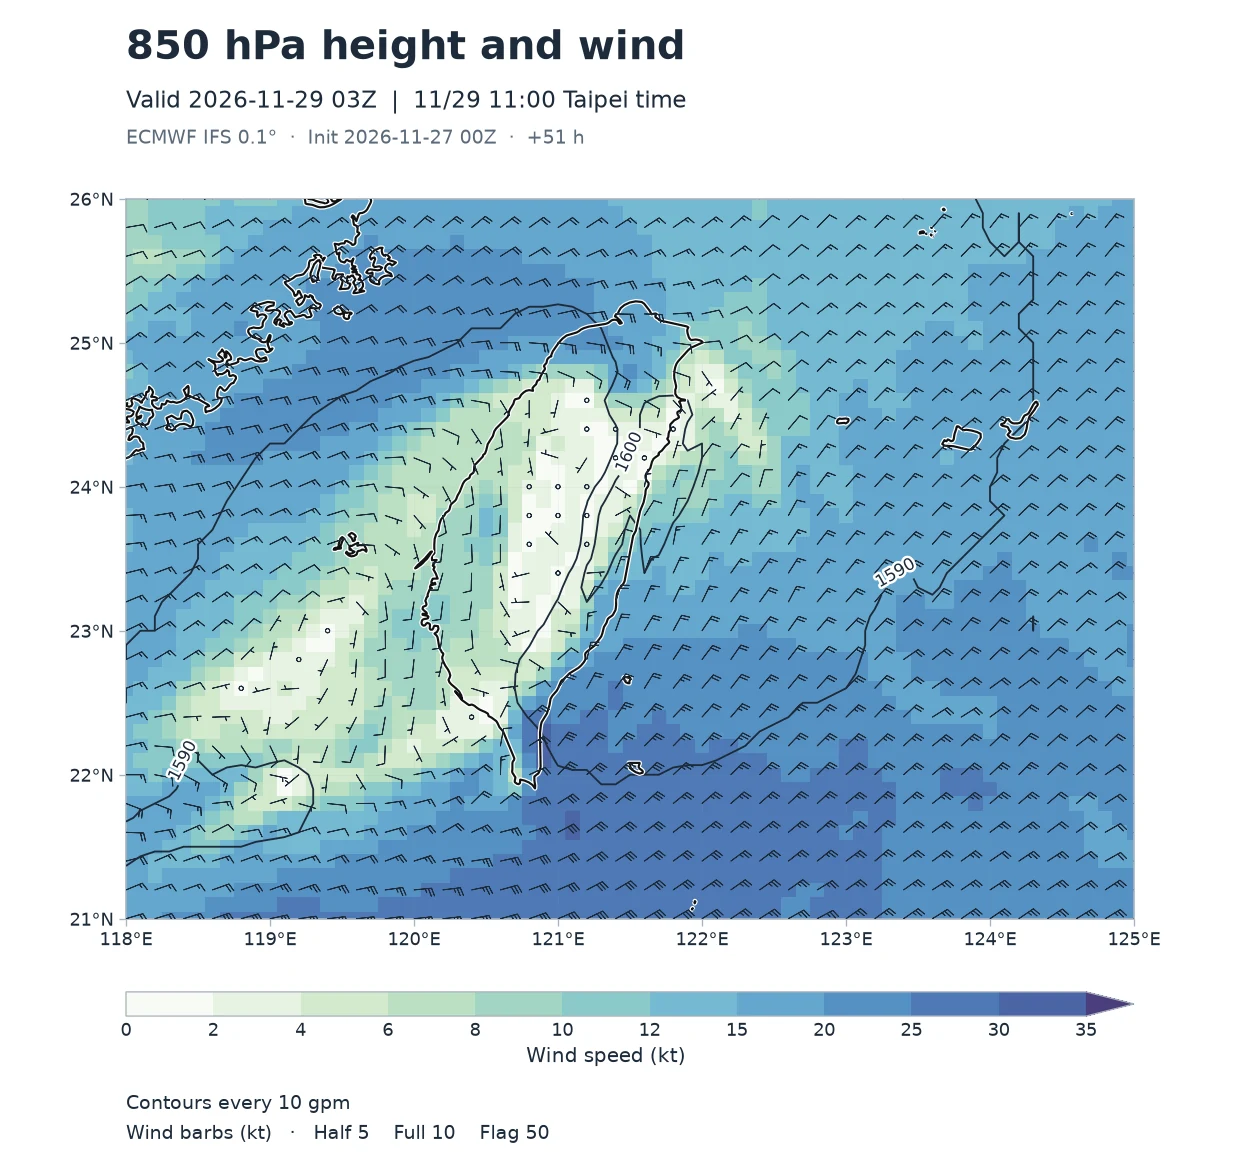 850 hPa height and wind
Valid 2026-11-29 03Z | 11/29 11:00 Taipei time
ECMWF IFS 0.1° · Init 2026-11-27 00Z · +51 h
26°N
25°N
24°N
23°N
22°N
21°N
1600
1590
1590
118°E 119°E 120°E 121°E 122°E 123°E 124°E 125°E
0 2 4 6 8 10 12 15 20 25 30 35
Wind speed (kt)
Contours every 10 gpm
Wind barbs (kt) · Half 5 Full 10 Flag 50